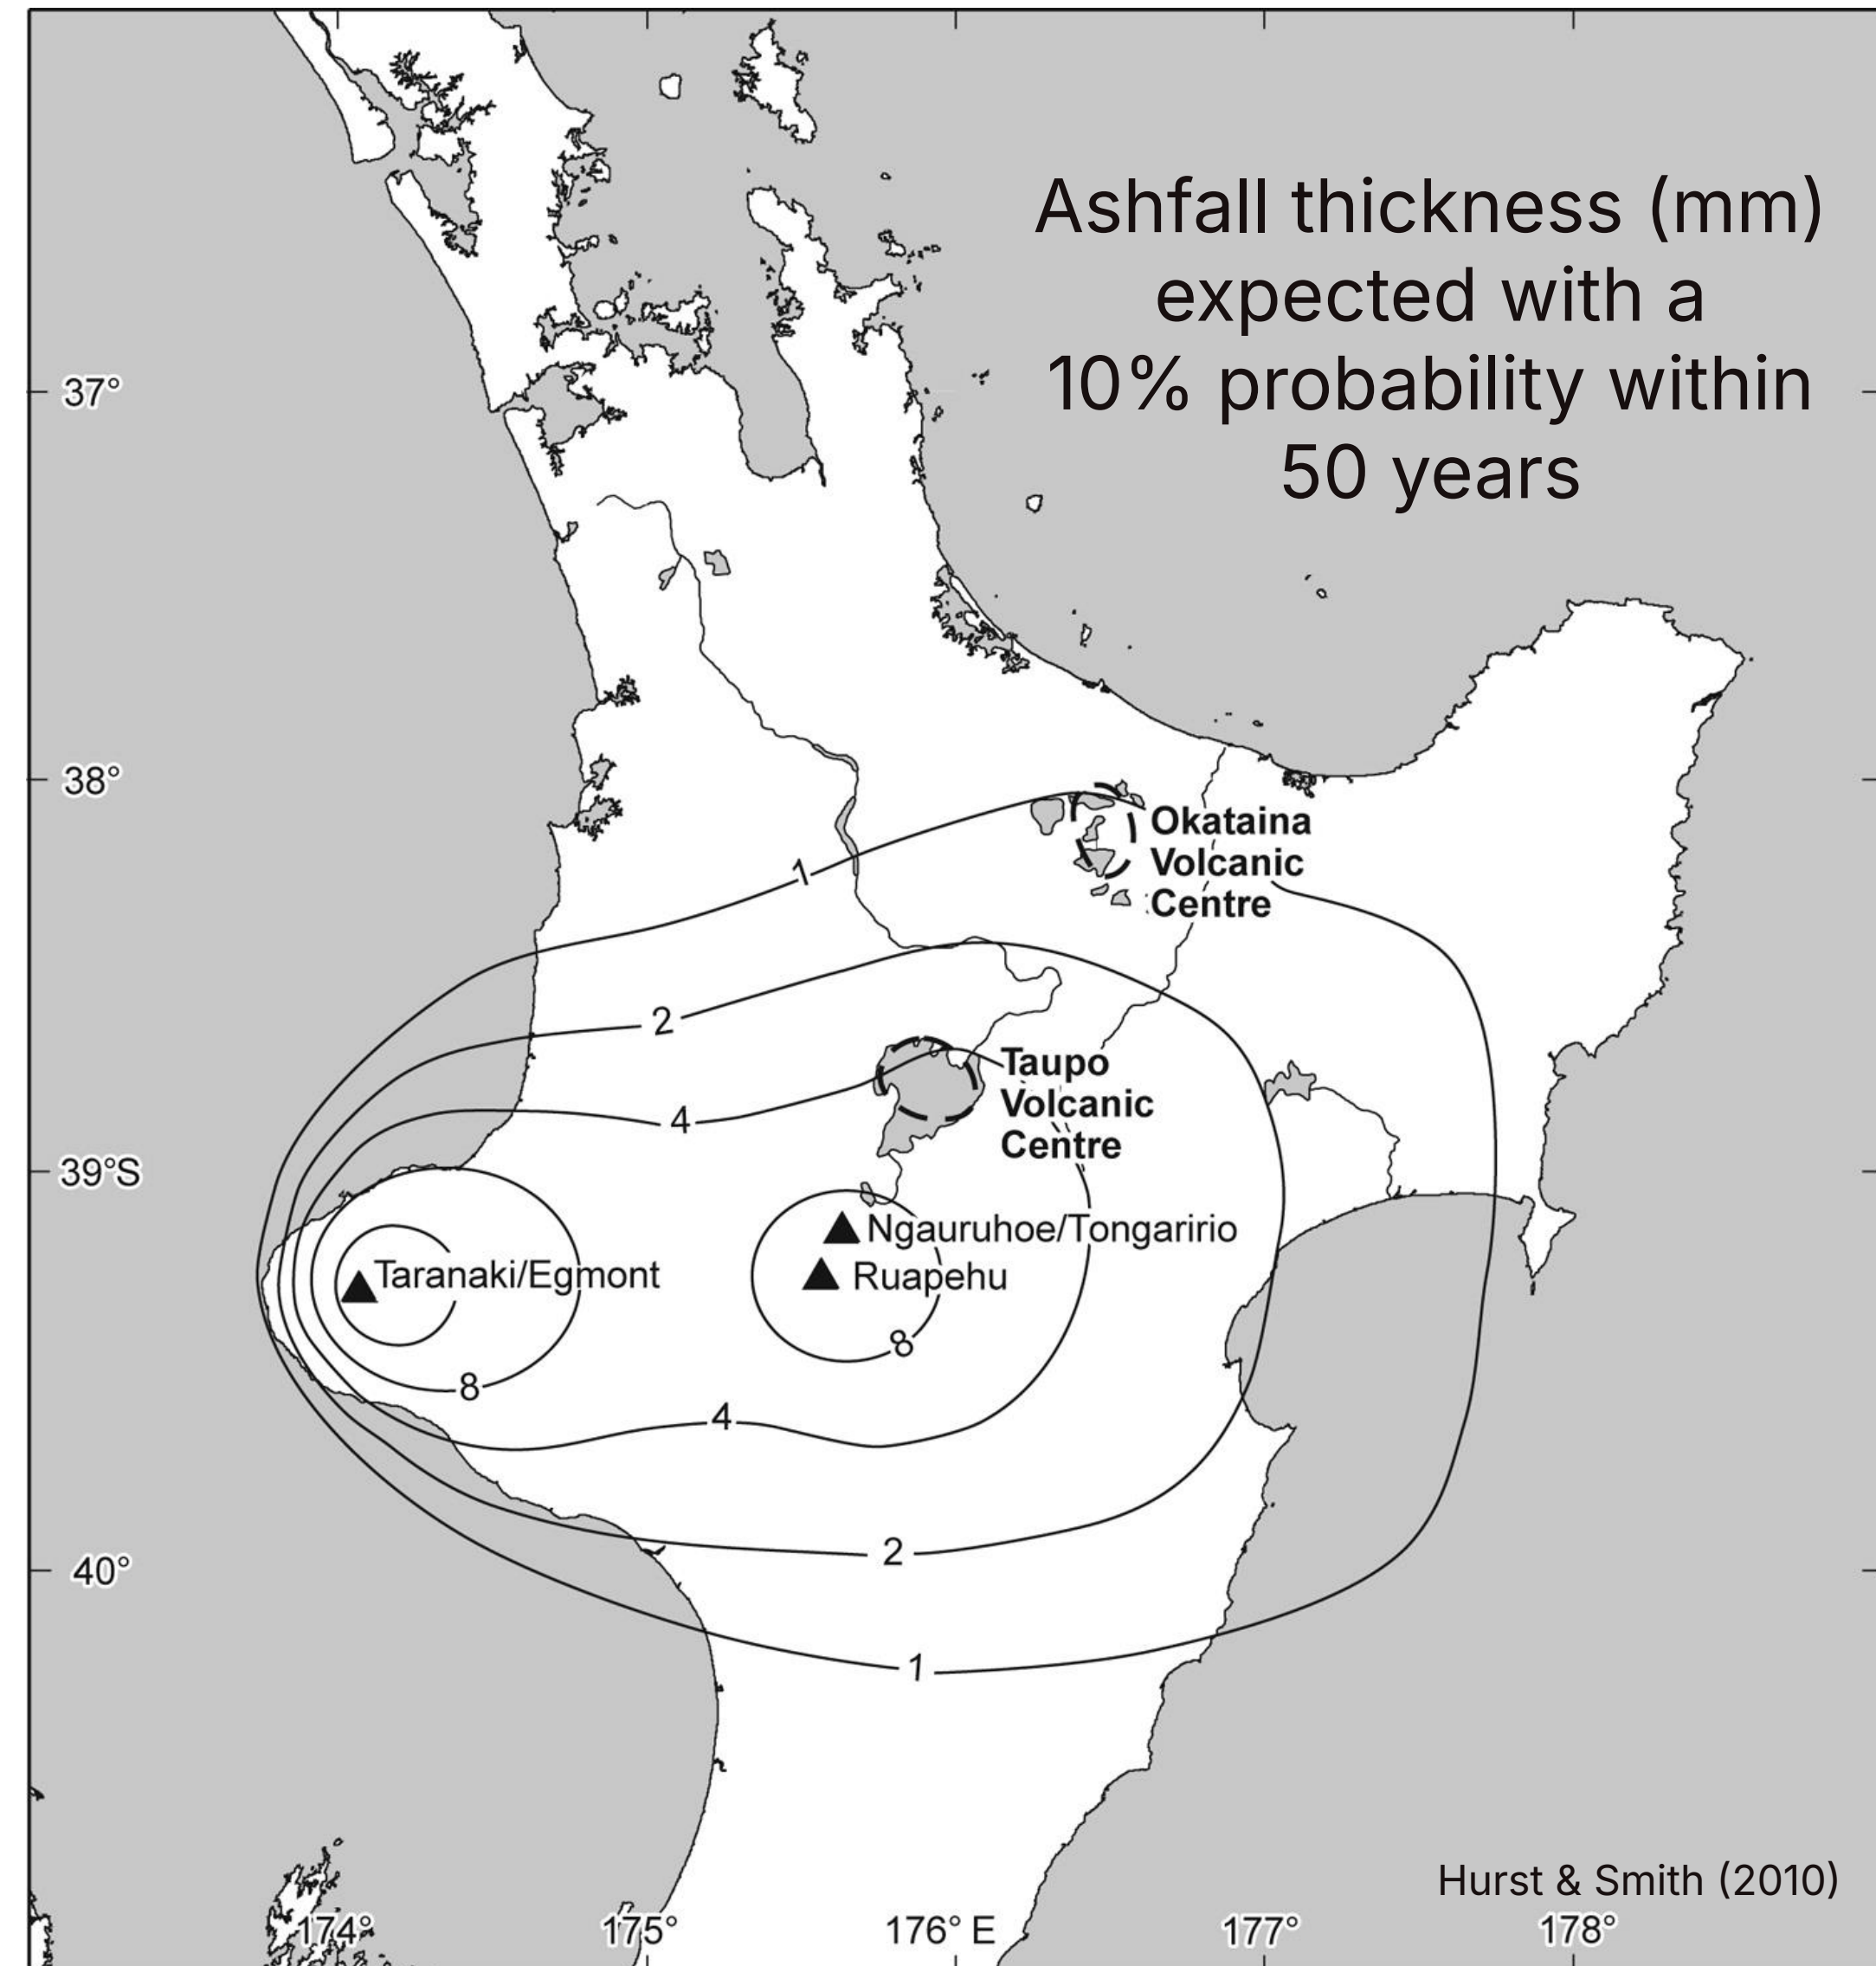 Ashfall thickness (mm)
expected with a
10% probability within
50 years
37°
38°
Okataina
Volcanic
Centre
1
2
Taupo
Volcanic
Centre
4
39°S
Ngauruhoe/Tongaririo
Taranaki/Egmont
Ruapehu
8
8
4
2
40°
1
Hurst & Smith (2010)
174°
175°
176° E
177°
178°